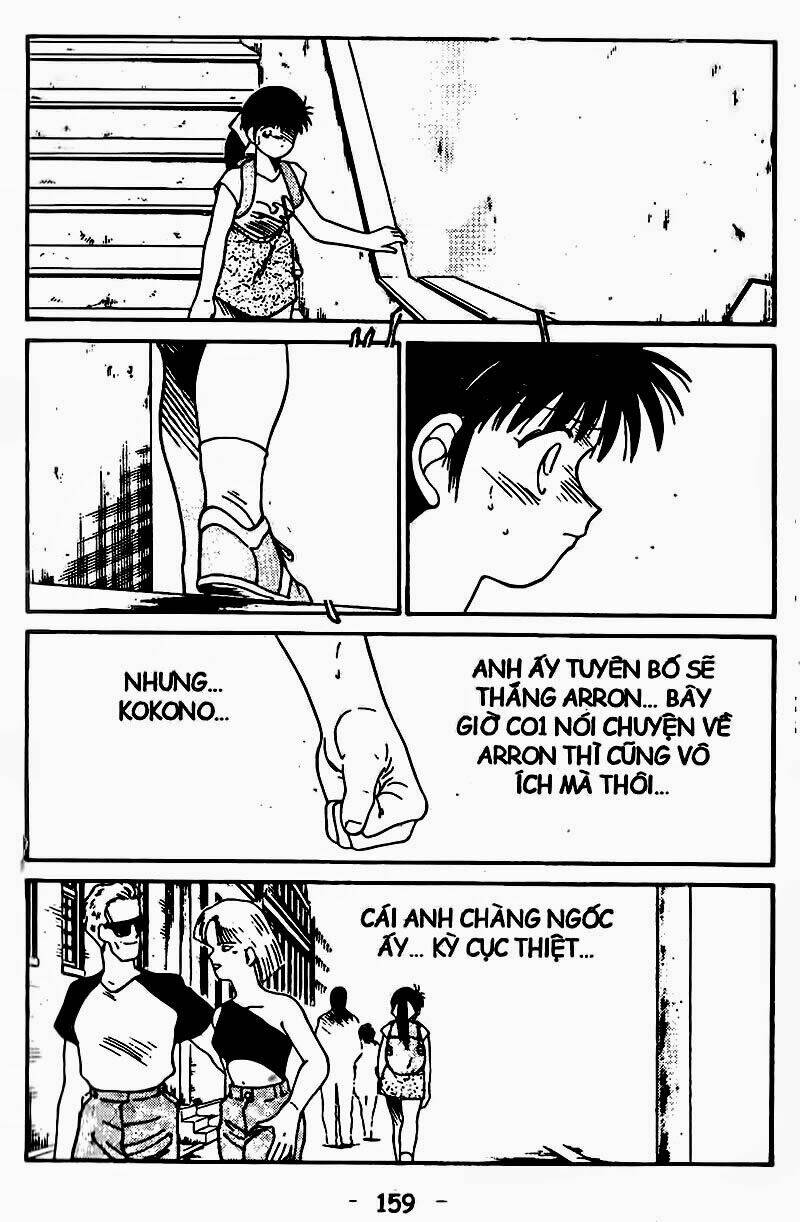 NHƯNG...
KOKONO...
ANH ẤY TUYÊN BỐ SẼ
THẮNG ARRON... BÂY
GIỜ CO1 NÓI CHUYỆN VỀ
ARRON THÌ CŨNG VÔ
ÍCH MÀ THÔI...
CÁI ANH CHÀNG NGỐC
ẤY... KỲ CỤC THIỆT...
- 159 -